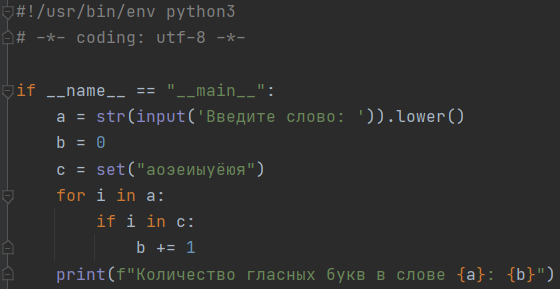 #!/usr/bin/env python3
# -*- coding: utf-8 -*-
if __name__ == "__main__":
a = str(input('Введите слово: ')).lower()
b = 0
c = set("аоэеиыуёюя")
for i in a:
if i in c:
b += 1
print(f"Количество гласных букв в слове {a}: {b}")